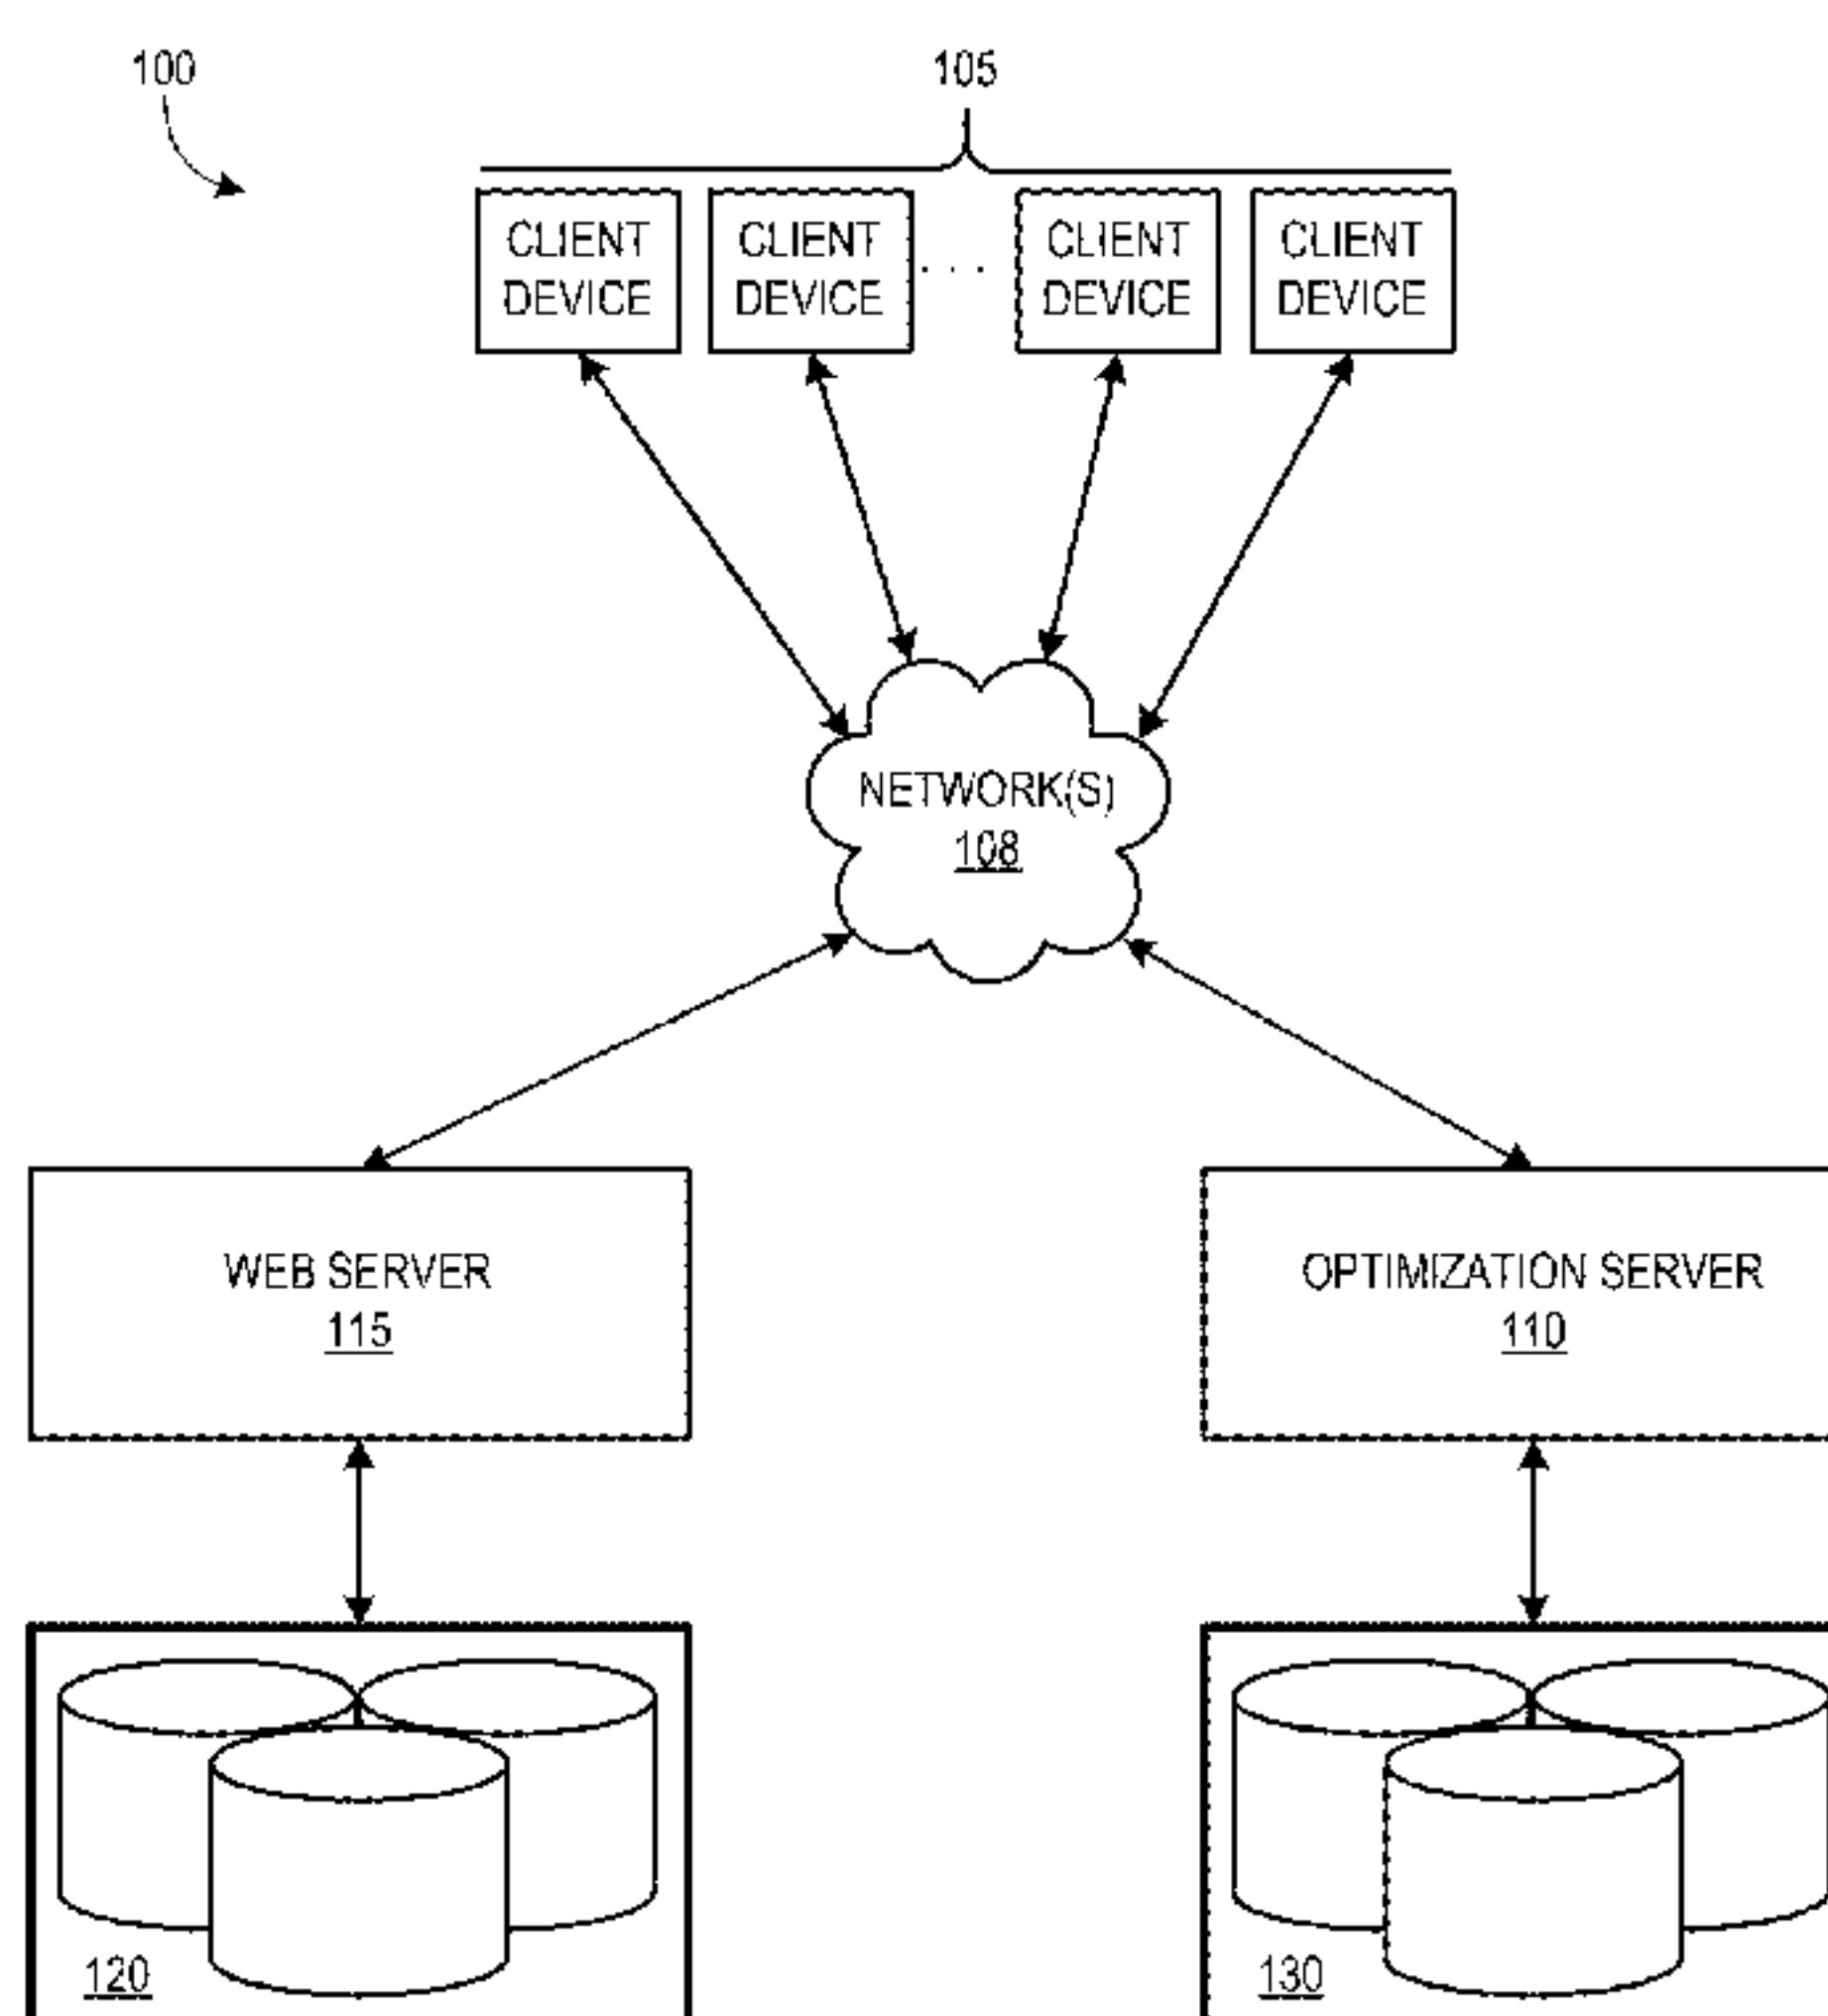 100
105
CLIENT DEVICE
CLIENT DEVICE
. . .
CLIENT DEVICE
CLIENT DEVICE
NETWORK(S)
108
WEB SERVER
115
OPTIMIZATION SERVER
110
120
130